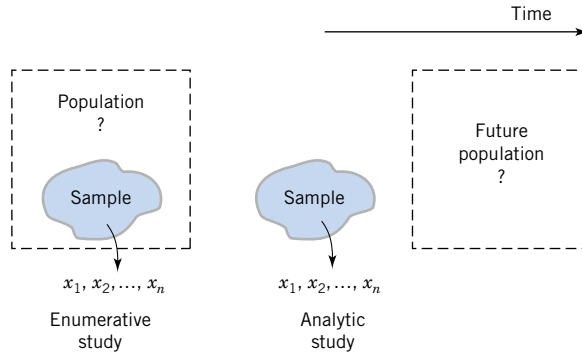 Time
Population
?
Sample
x₁, x₂,..., xₙ
Enumerative
study
Sample
x₁, x₂,..., xₙ
Analytic
study
Future
population
?